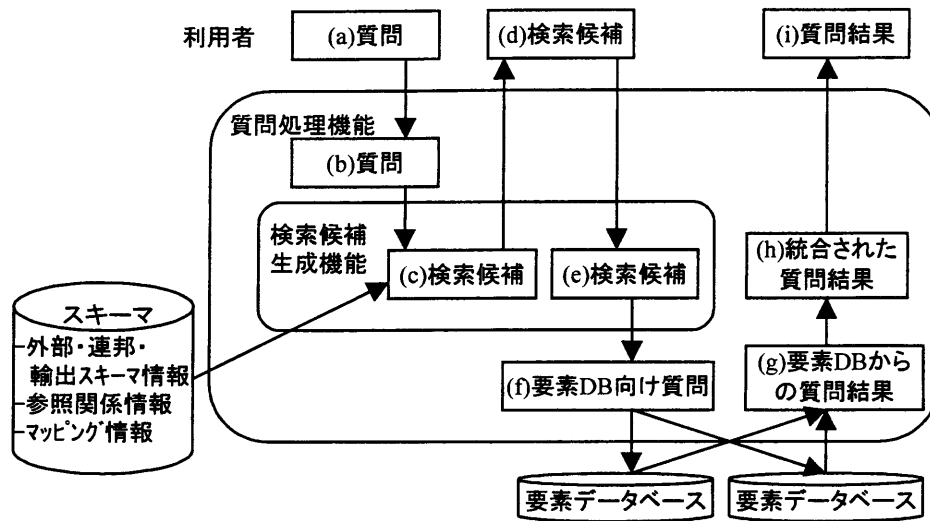 利用者
(a)質問
(d)検索候補
(i)質問結果
質問処理機能
(b)質問
検索候補
生成機能
(c)検索候補
(e)検索候補
(h)統合された
質問結果
スキーマ
外部・連邦・
輸出スキーマ情報
参照関係情報
マッピング情報
(f)要素DB向け質問
(g)要素DBから
の質問結果
要素データベース
要素データベース